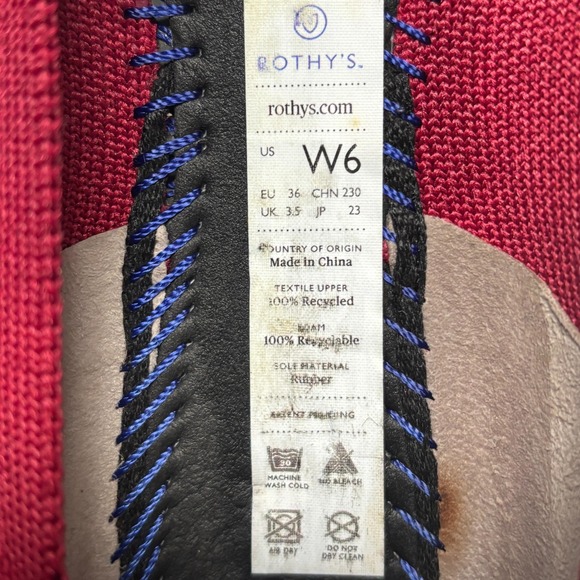 ROTHY'S™
rothys.com
US W6
EU 36 CHN 230
UK 3.5 JP 23
COUNTRY OF ORIGIN
Made in China
TEXTILE UPPER
100% Recycled
FOAM
100% Recyclable
SOLE MATERIAL
Rubber
PATENT PENDING
30
MACHINE
WASH COLD
NO BLEACH
AIR DRY
DO NOT
DRY CLEAN